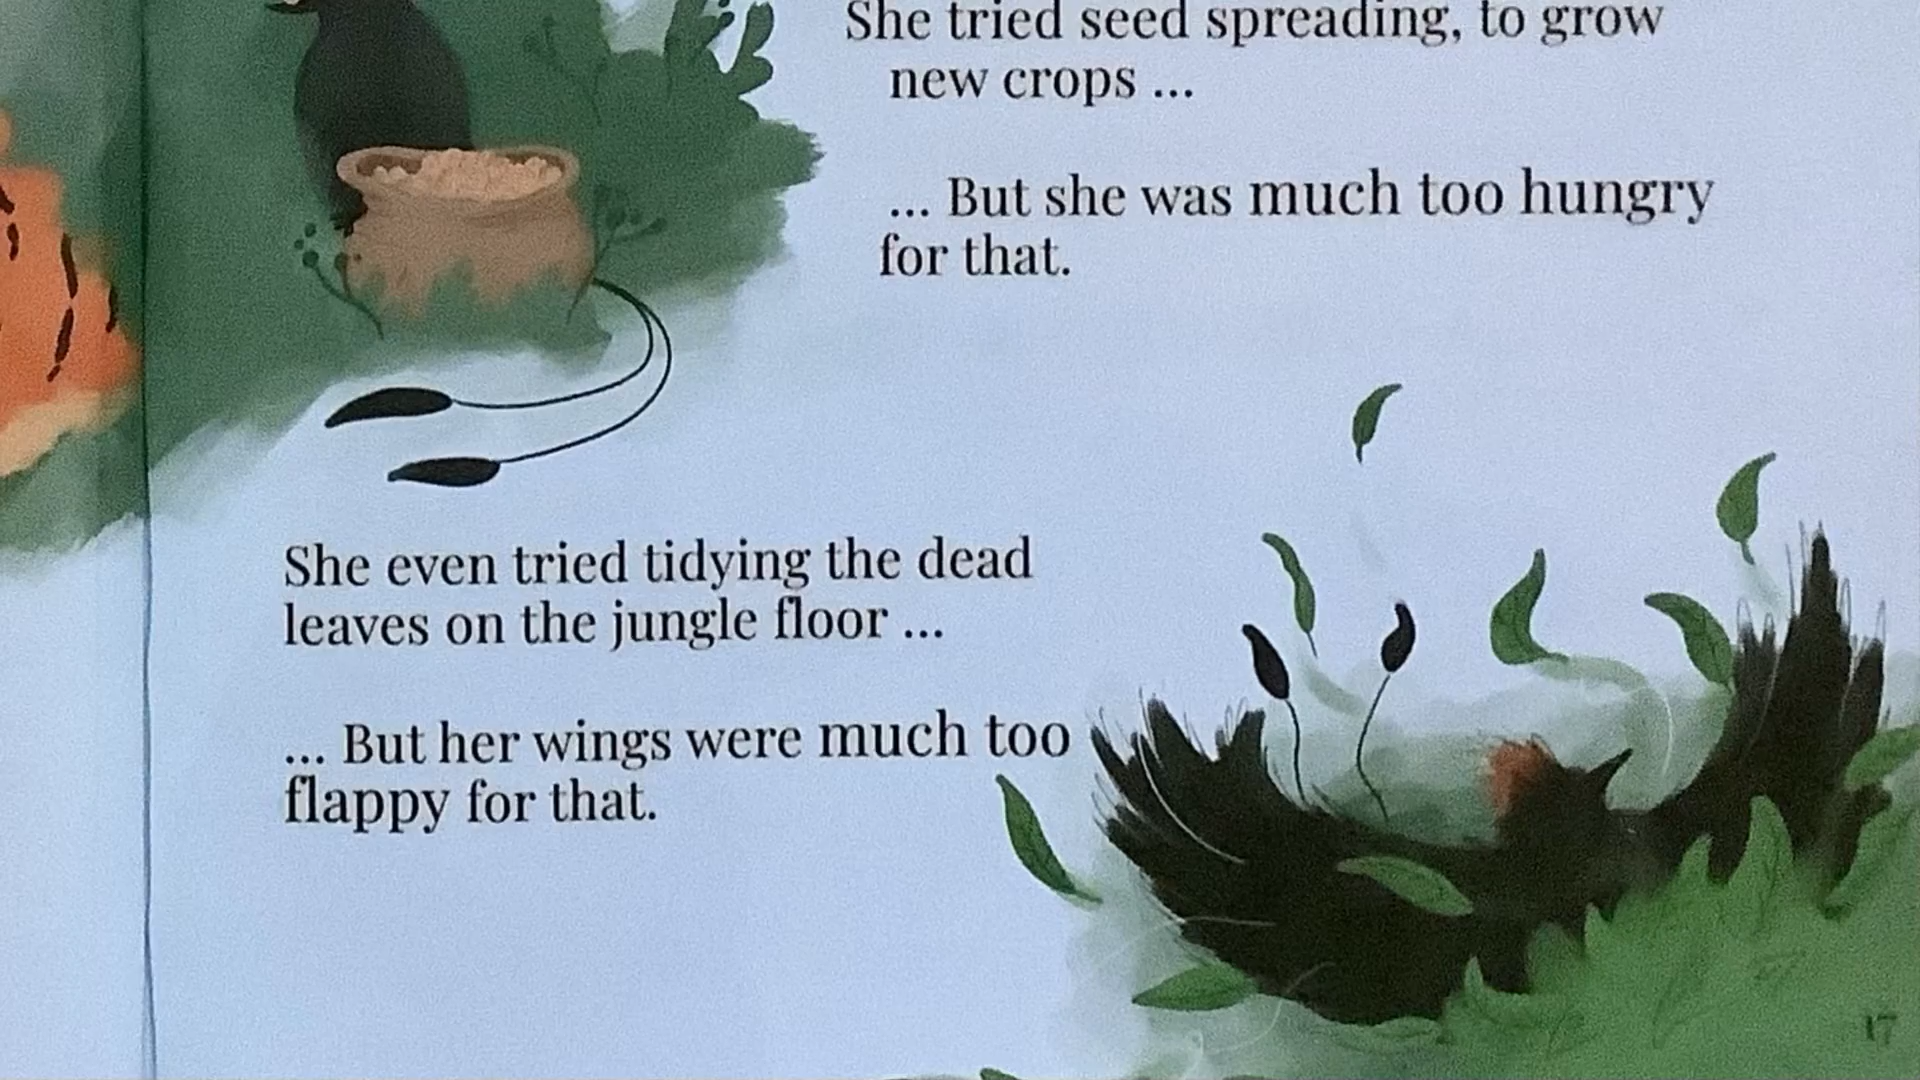 She tried seed spreading, to grow
new crops ...
... But she was much too hungry
for that.
She even tried tidying the dead
leaves on the jungle floor ...
... But her wings were much too
flappy for that.
17